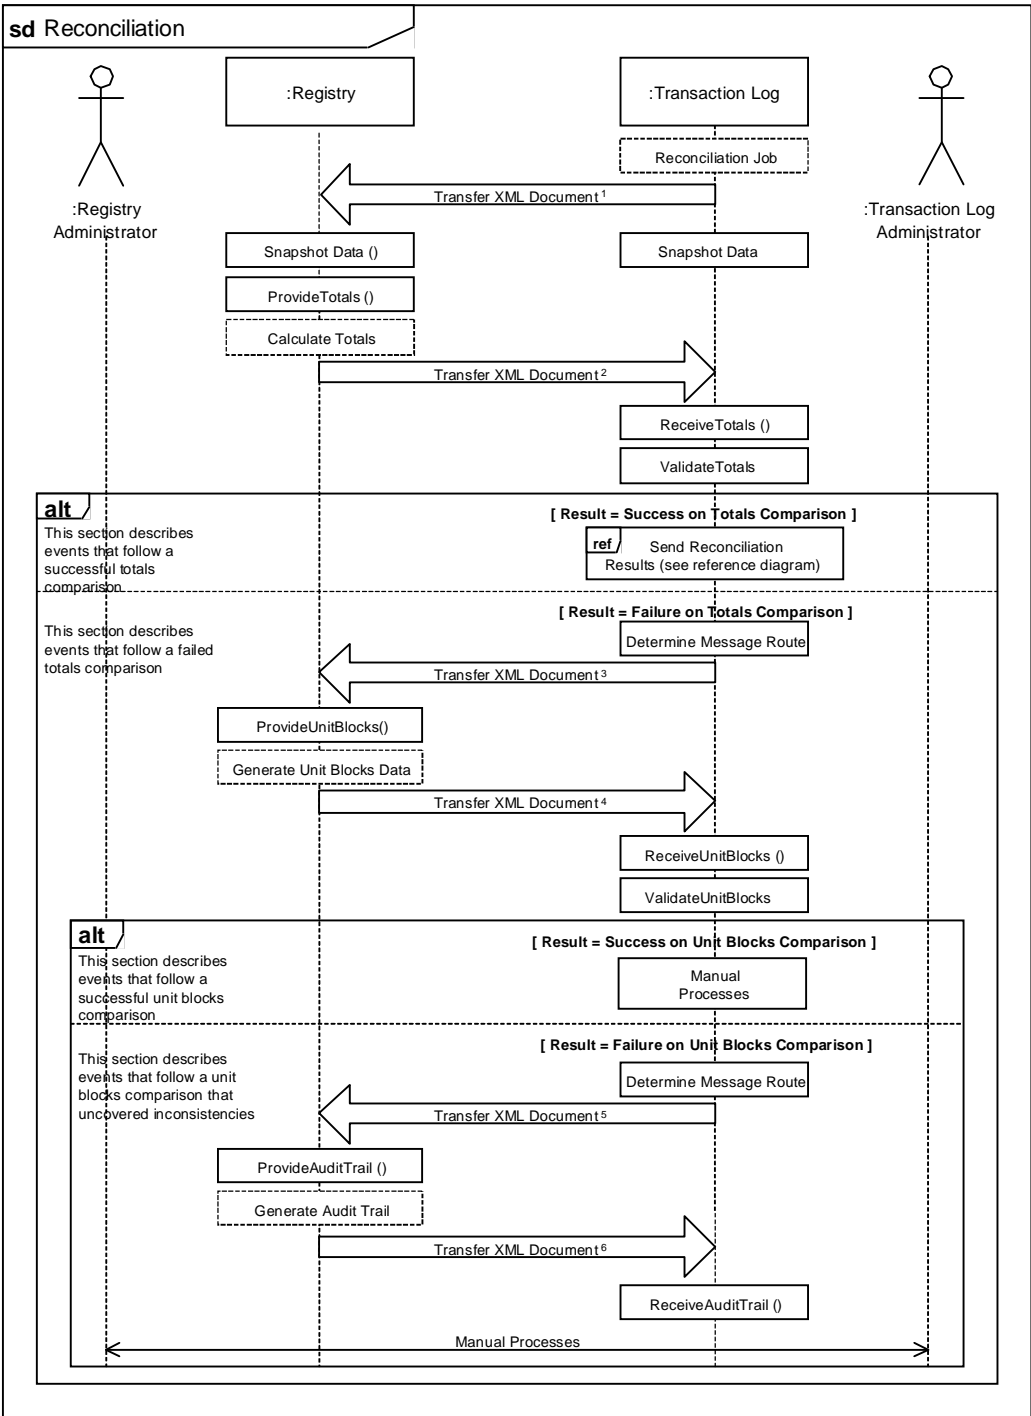 sd Reconciliation
:Registry
:Transaction Log
Reconciliation Job
Transfer XML Document 1
:Registry
Administrator
:Transaction Log
Administrator
Snapshot Data ()
Snapshot Data
ProvideTotals ()
Calculate Totals
Transfer XML Document 2
ReceiveTotals ()
ValidateTotals
alt
[ Result = Success on Totals Comparison ]
This section describes
events that follow a
successful totals
comparison
ref
Send Reconciliation
Results (see reference diagram)
[ Result = Failure on Totals Comparison ]
This section describes
events that follow a failed
totals comparison
Determine Message Route
Transfer XML Document 3
ProvideUnitBlocks()
Generate Unit Blocks Data
Transfer XML Document 4
ReceiveUnitBlocks ()
ValidateUnitBlocks
alt
[ Result = Success on Unit Blocks Comparison ]
This section describes
events that follow a
successful unit blocks
comparison
Manual
Processes
[ Result = Failure on Unit Blocks Comparison ]
This section describes
events that follow a unit
blocks comparison that
uncovered inconsistencies
Determine Message Route
Transfer XML Document 5
ProvideAuditTrail ()
Generate Audit Trail
Transfer XML Document 6
ReceiveAuditTrail ()
Manual Processes